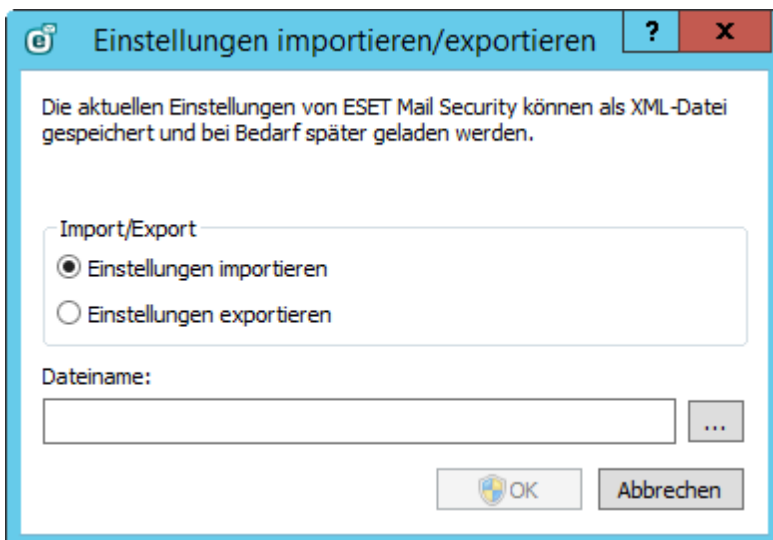 Einstellungen importieren/exportieren
?
x
Die aktuellen Einstellungen von ESET Mail Security können als XML-Datei
gespeichert und bei Bedarf später geladen werden.
Import/Export
Einstellungen importieren
Einstellungen exportieren
Dateiname:
...
OK
Abbrechen